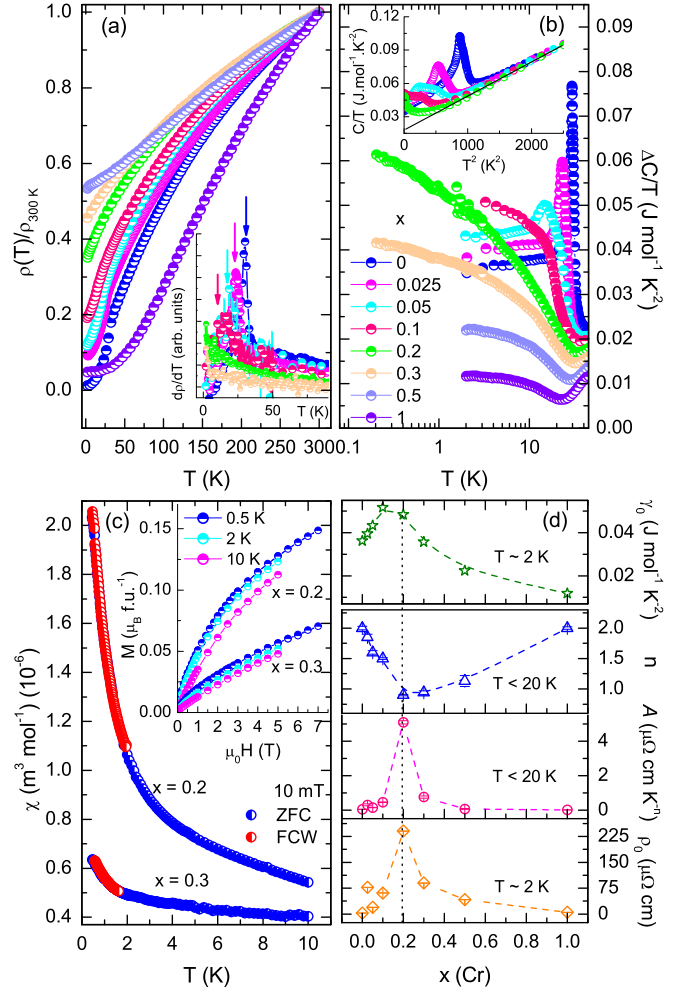 (a)
ρ(T)/ρ300 K
1.0
0.8
0.6
0.4
0.2
0.0
0 50 100 150 200 250 300
T (K)
dρ/dT (arb. units)
0 50
T (K)
(b)
C/T (J.mol-1.K-2)
0.12
0.09
0.06
0.03
0 1000 2000
T2 (K2)
x
0
0.025
0.05
0.1
0.2
0.3
0.5
1
0.09
0.08
0.07
0.06
0.05
0.04
0.03
0.02
0.01
0.00
ΔC/T (J mol-1 K-2)
0.1 1 10
T (K)
(c)
χ (m3 mol-1) (10-6)
2.0
1.8
1.6
1.4
1.2
1.0
0.8
0.6
0.4
0 2 4 6 8 10
T (K)
M (μB f.u.-1)
0.15
0.10
0.05
0.00
0 1 2 3 4 5 6 7
μ0H (T)
0.5 K
2 K
10 K
x = 0.2
x = 0.3
x = 0.2
x = 0.3
10 mT
ZFC
FCW
(d)
T ~ 2 K
0.04
0.02
γ0 (J mol-1 K-2)
T < 20 K
2.0
1.5
1.0
n
T < 20 K
4
2
0
A (μΩ cm K-n)
T ~ 2 K
225
150
75
0
ρ0 (μΩ cm)
0.0 0.2 0.4 0.6 0.8 1.0
x (Cr)